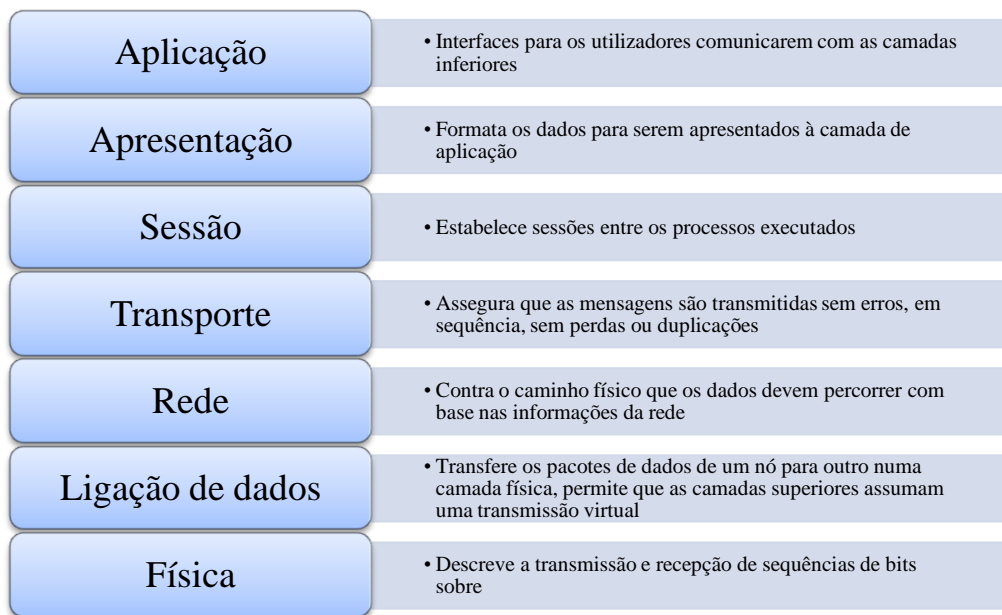 Aplicação
• Interfaces para os utilizadores comunicarem com as camadas
inferiores
Apresentação
• Formata os dados para serem apresentados à camada de
aplicação
Sessão
• Estabelece sessões entre os processos executados
Transporte
• Assegura que as mensagens são transmitidas sem erros, em
sequência, sem perdas ou duplicações
Rede
• Contra o caminho físico que os dados devem percorrer com
base nas informações da rede
Ligação de dados
• Transfere os pacotes de dados de um nó para outro numa
camada física, permite que as camadas superiores assumam
uma transmissão virtual
Física
• Descreve a transmissão e recepção de sequências de bits
sobre